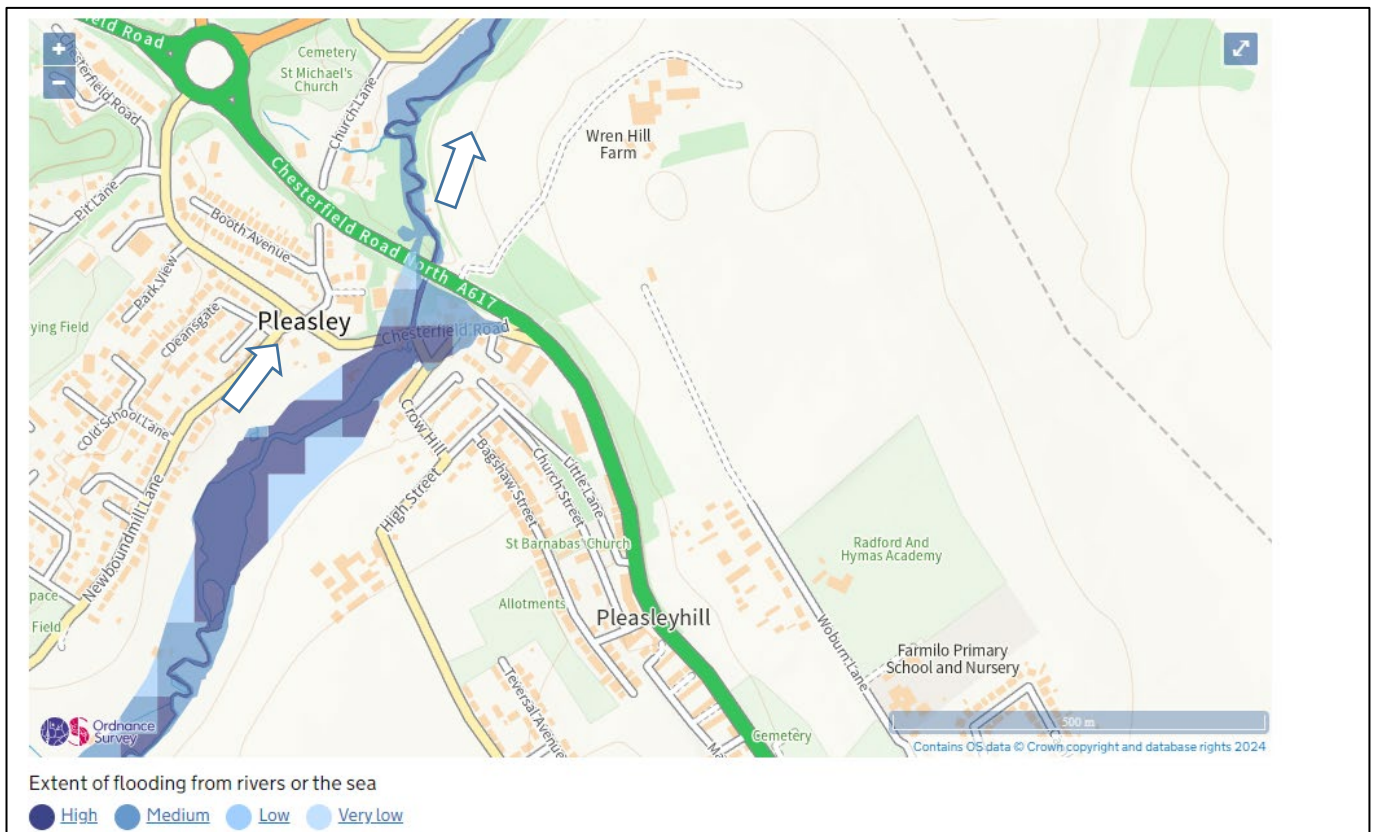 field Road
+
−
Chesterfield Road
Cemetery
St Michael's
Church
Church Lane
Wren Hill
Farm
Pit Lane
Booth Avenue
Chesterfield Road North A617
Park View
Deansgate
Pleasley
Chesterfield Road
ying Field
Old School Lane
Newboundmill Lane
Crow Hill
High Street
Bagshaw Street
Church Street
Little Lane
St Barnabas' Church
Radford And
Hymas Academy
Allotments
Pleasleyhill
Woburn Lane
pace
Field
Farmilo Primary
School and Nursery
Teversal Avenue
Cemetery
Ma
Ordnance
Survey
500 m
Contains OS data © Crown copyright and database rights 2024
Extent of flooding from rivers or the sea
High Medium Low Very low